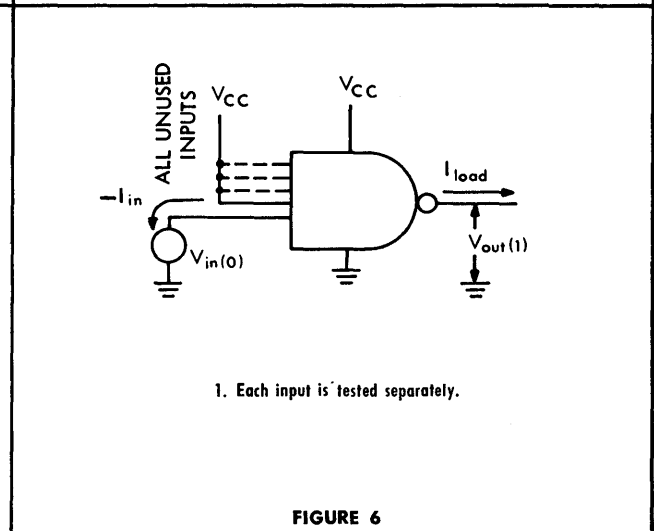 ALL UNUSED
INPUTS
VCC
VCC
Iload
–Iin
Vin(0)
Vout(1)
1. Each input is tested separately.
FIGURE 6